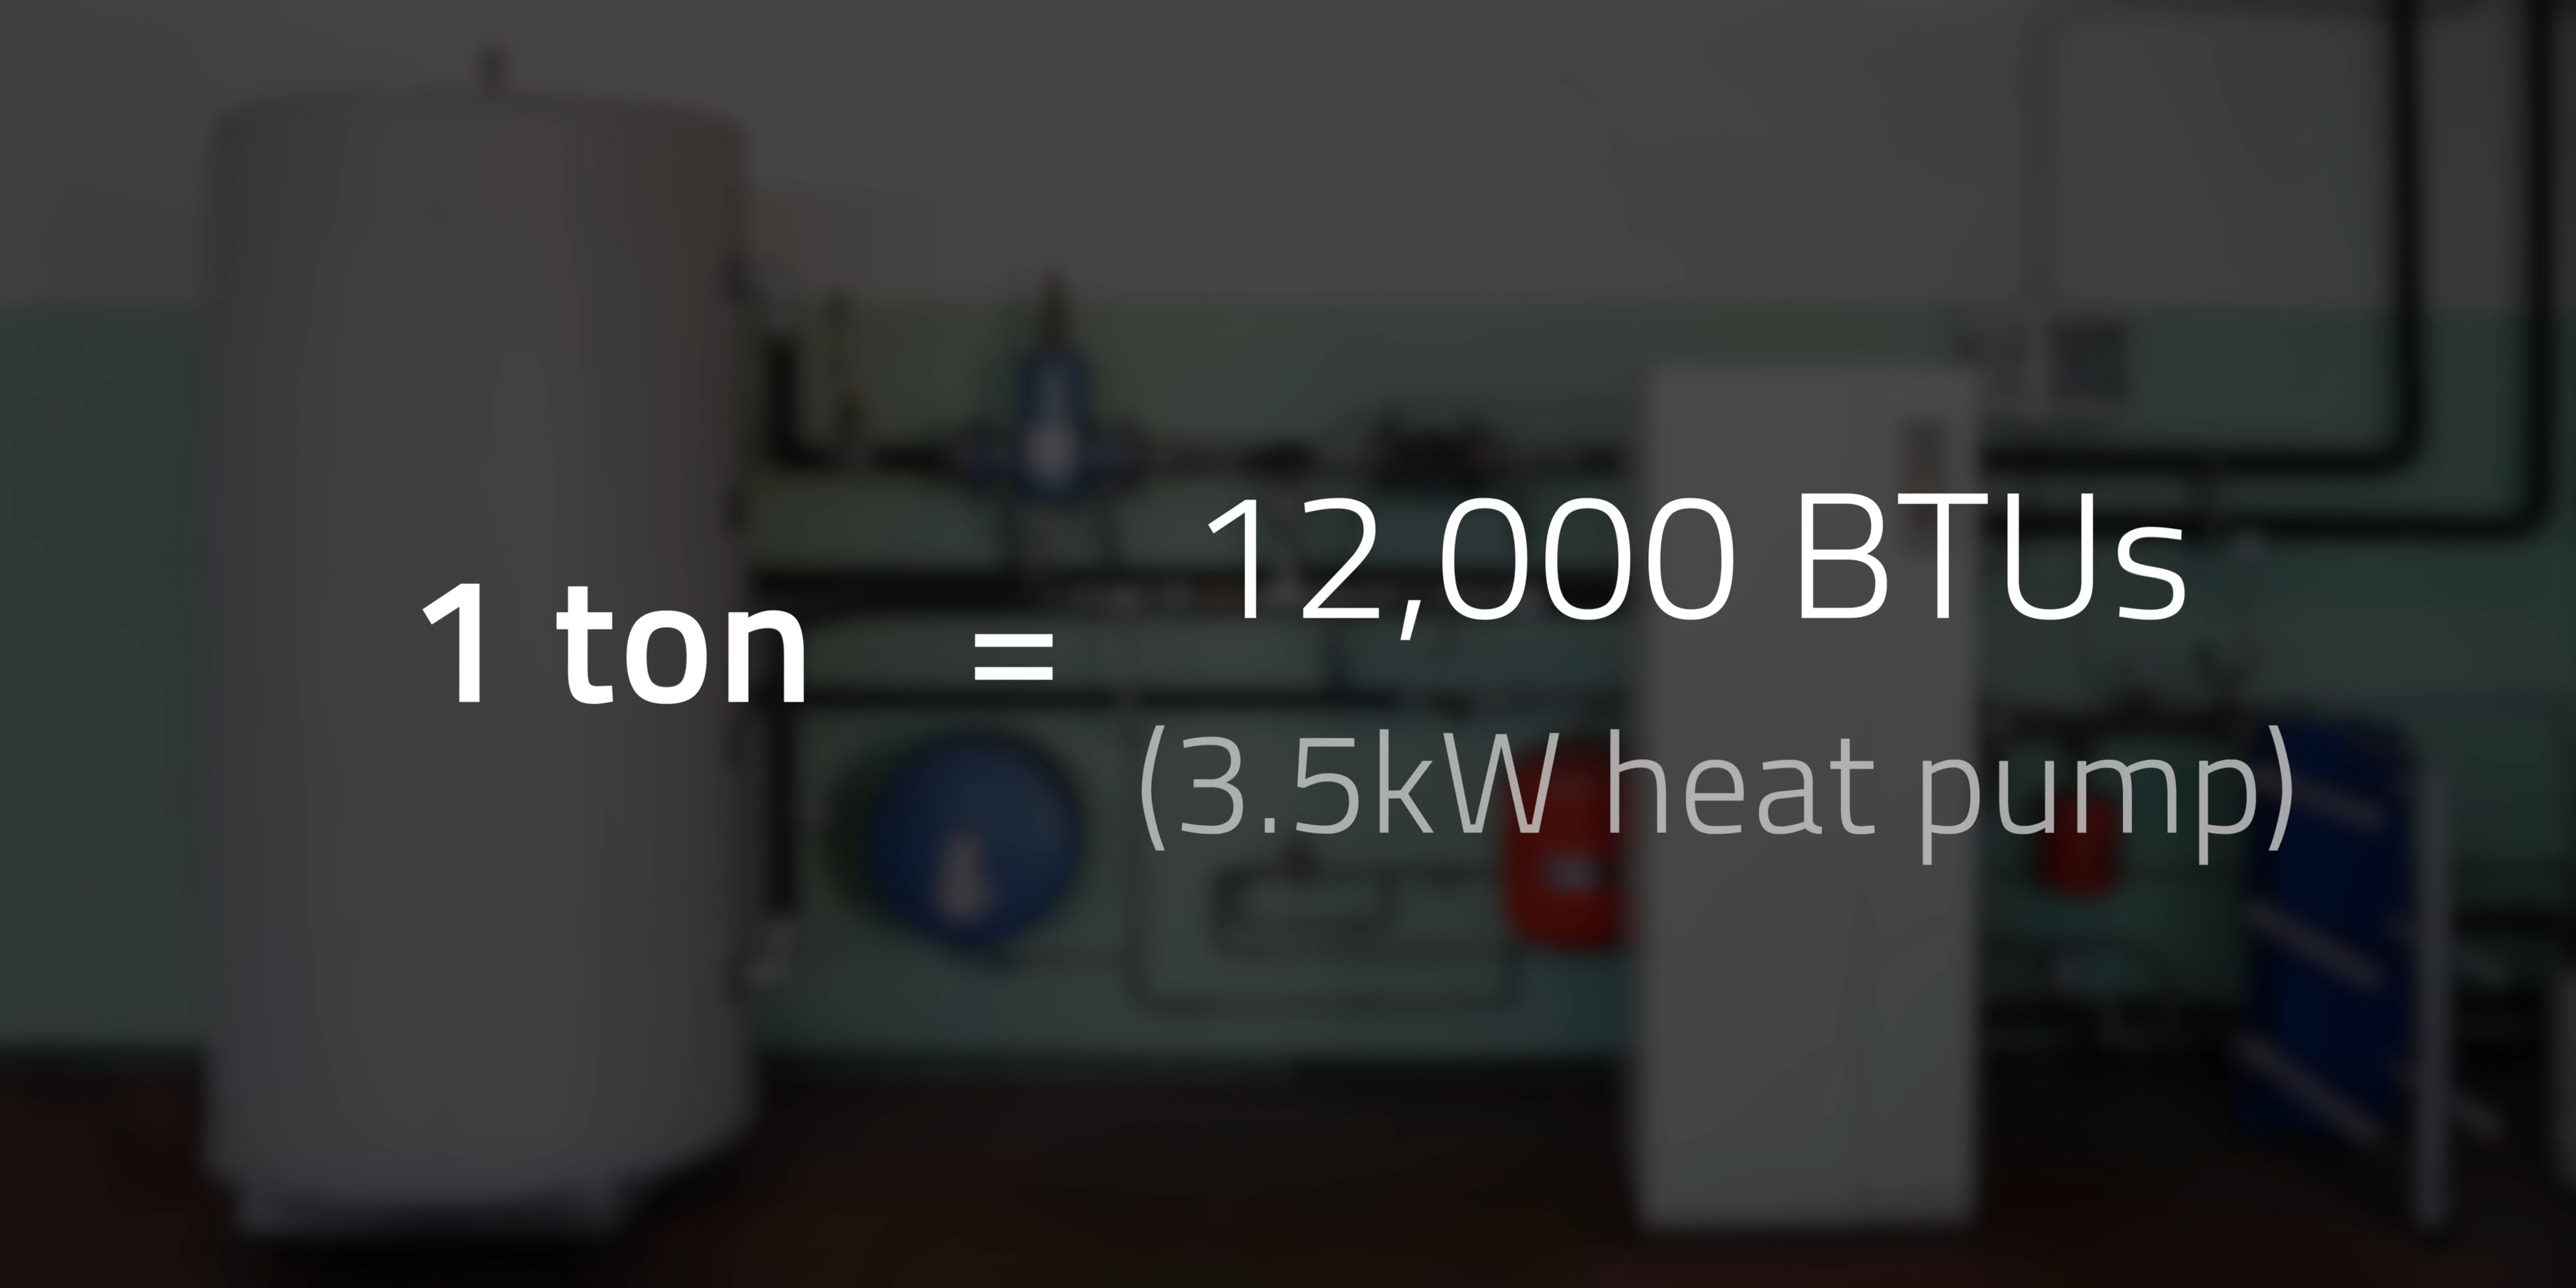 1 ton = 12,000 BTUs
(3.5kW heat pump)